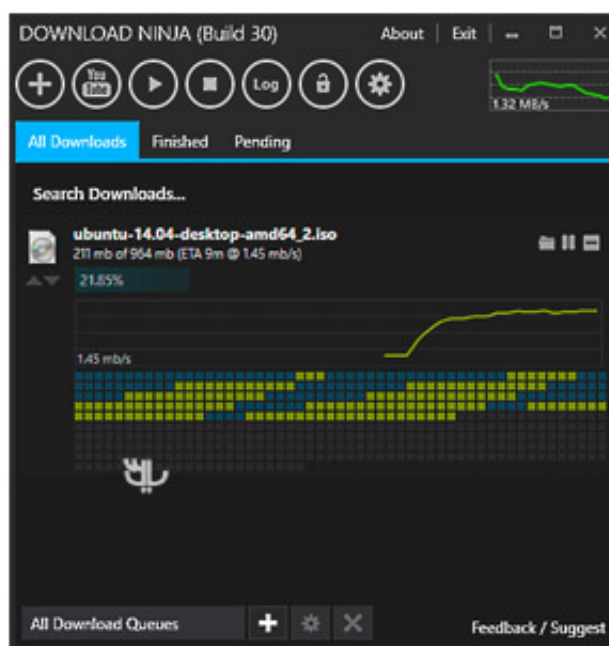 DOWNLOAD NINJA (Build 30) About Exit
You Tube Log
1.32 MB/s
All Downloads Finished Pending
Search Downloads...
ubuntu-14.04-desktop-amd64_2.iso
211 mb of 964 mb (ETA 9m @ 1.45 mb/s)
21.85%
1.45 mb/s
All Download Queues Feedback / Suggest